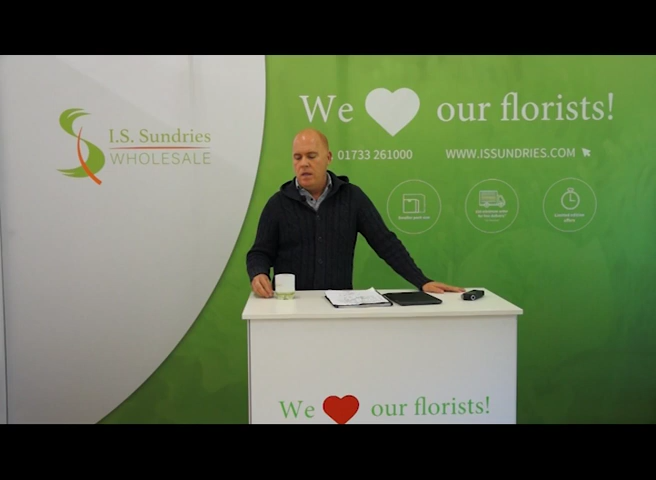 We our florists!
I.S. Sundries
WHOLESALE
01733 261000
WWW.ISSUNDRIES.COM
We our florists!